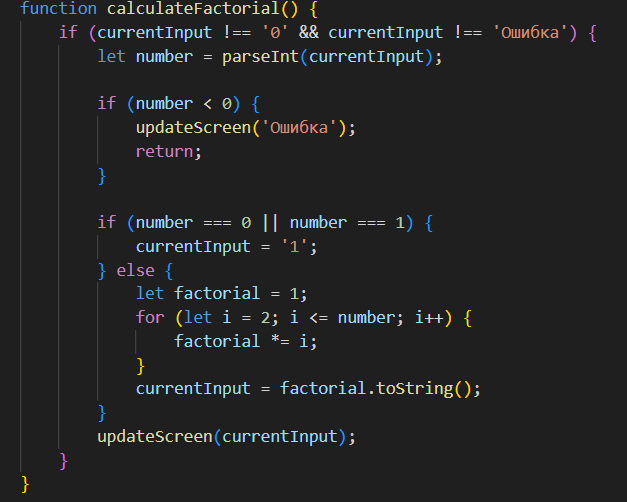 function calculateFactorial() {
    if (currentInput !== '0' && currentInput !== 'Ошибка') {
        let number = parseInt(currentInput);

        if (number < 0) {
            updateScreen('Ошибка');
            return;
        }

        if (number === 0 || number === 1) {
            currentInput = '1';
        } else {
            let factorial = 1;
            for (let i = 2; i <= number; i++) {
                factorial *= i;
            }
            currentInput = factorial.toString();
        }
        updateScreen(currentInput);
    }
}